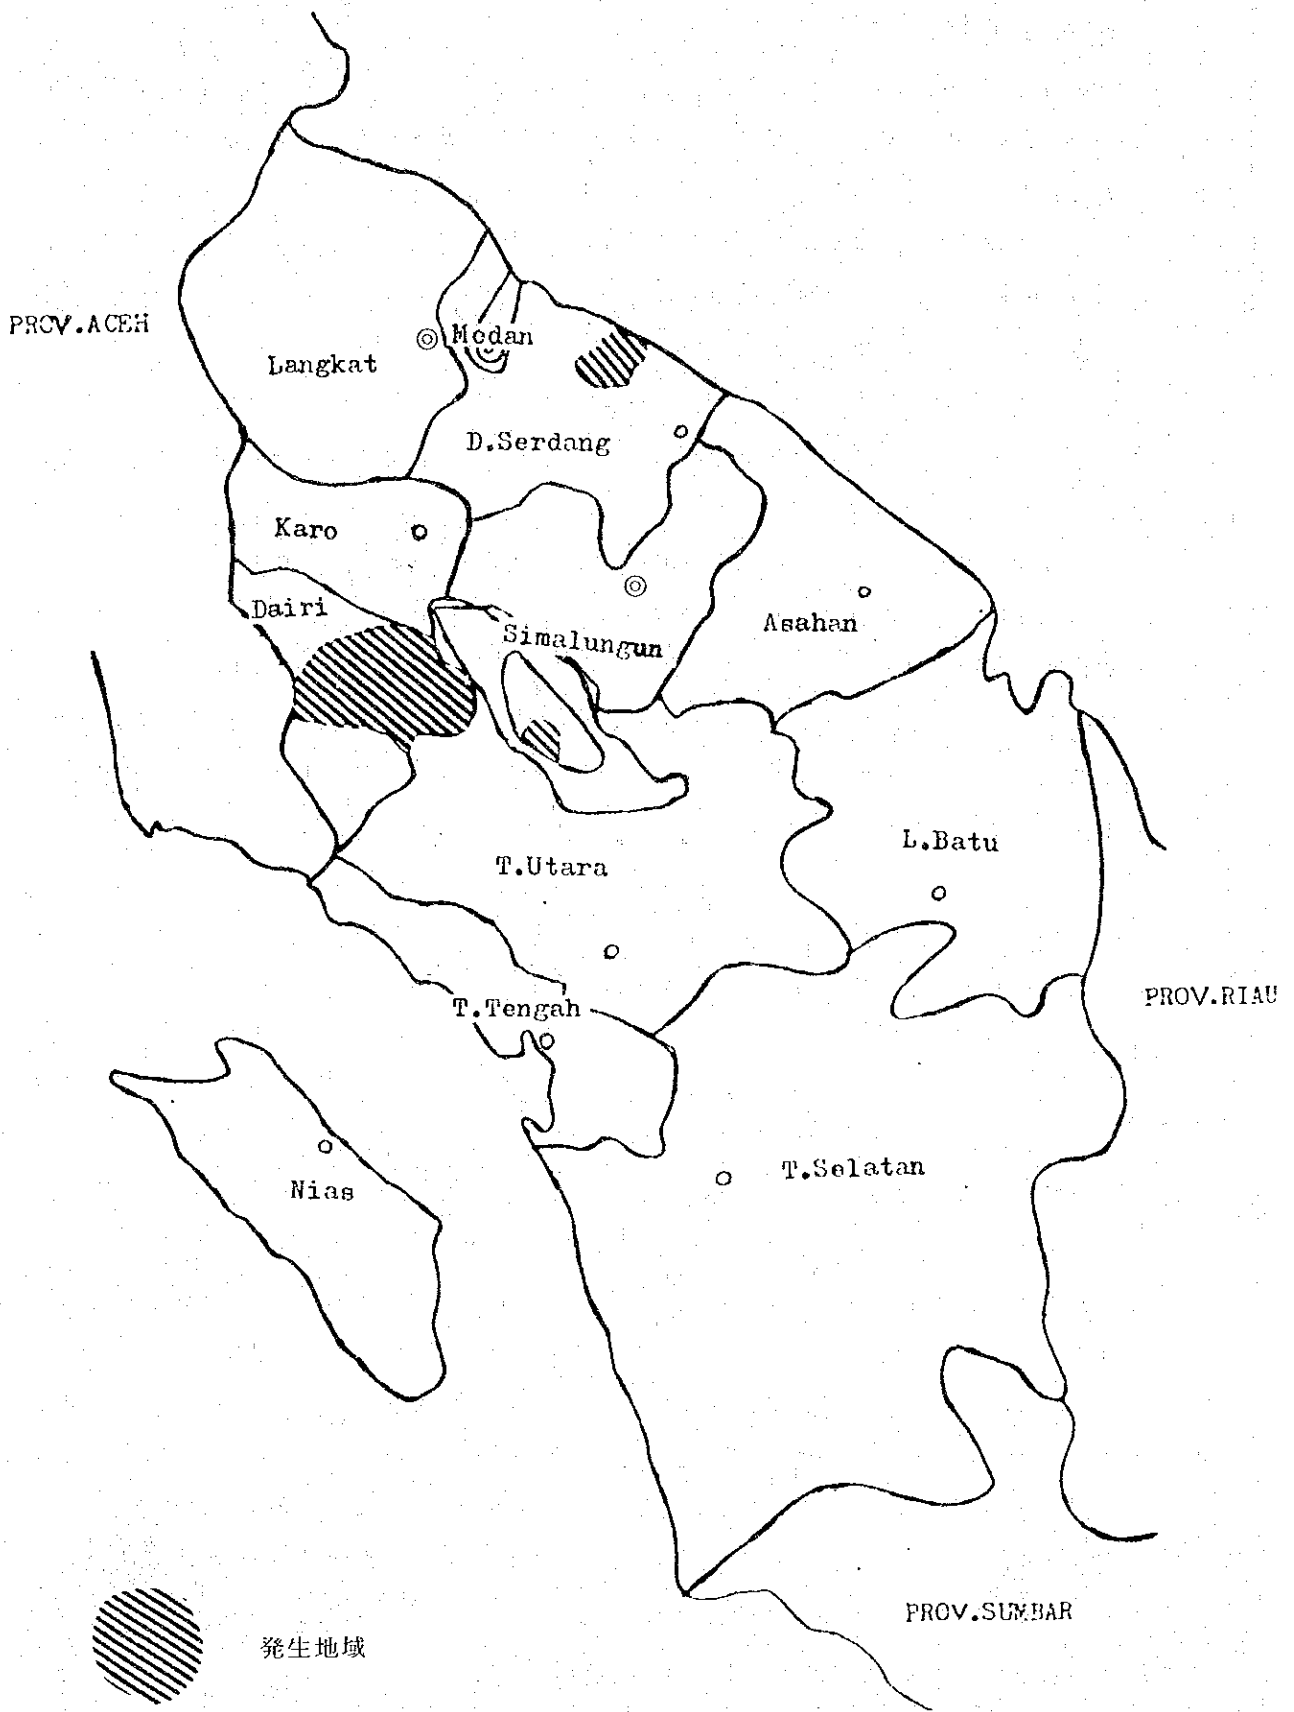 PROV.ACEH
Medan
Langkat
D.Serdang
Karo
Dairi
Simalungun
Asahan
L.Batu
T.Utara
PROV.RIAU
T.Tengah
T.Selatan
Nias
PROV.SUMBAR
発生地域